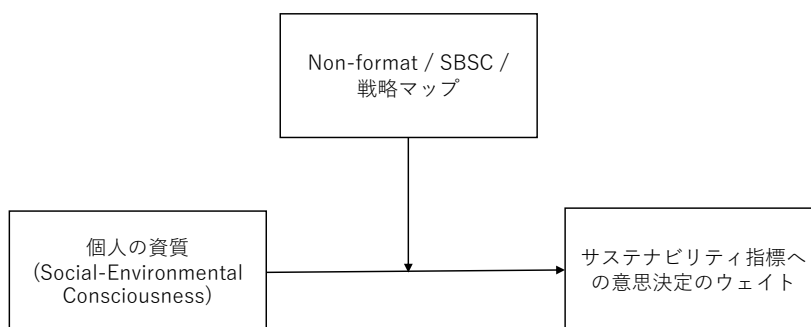 Non-format / SBSC /
戦略マップ
個人の資質
(Social-Environmental
Consciousness)
サステナビリティ指標へ
の意思決定のウェイト